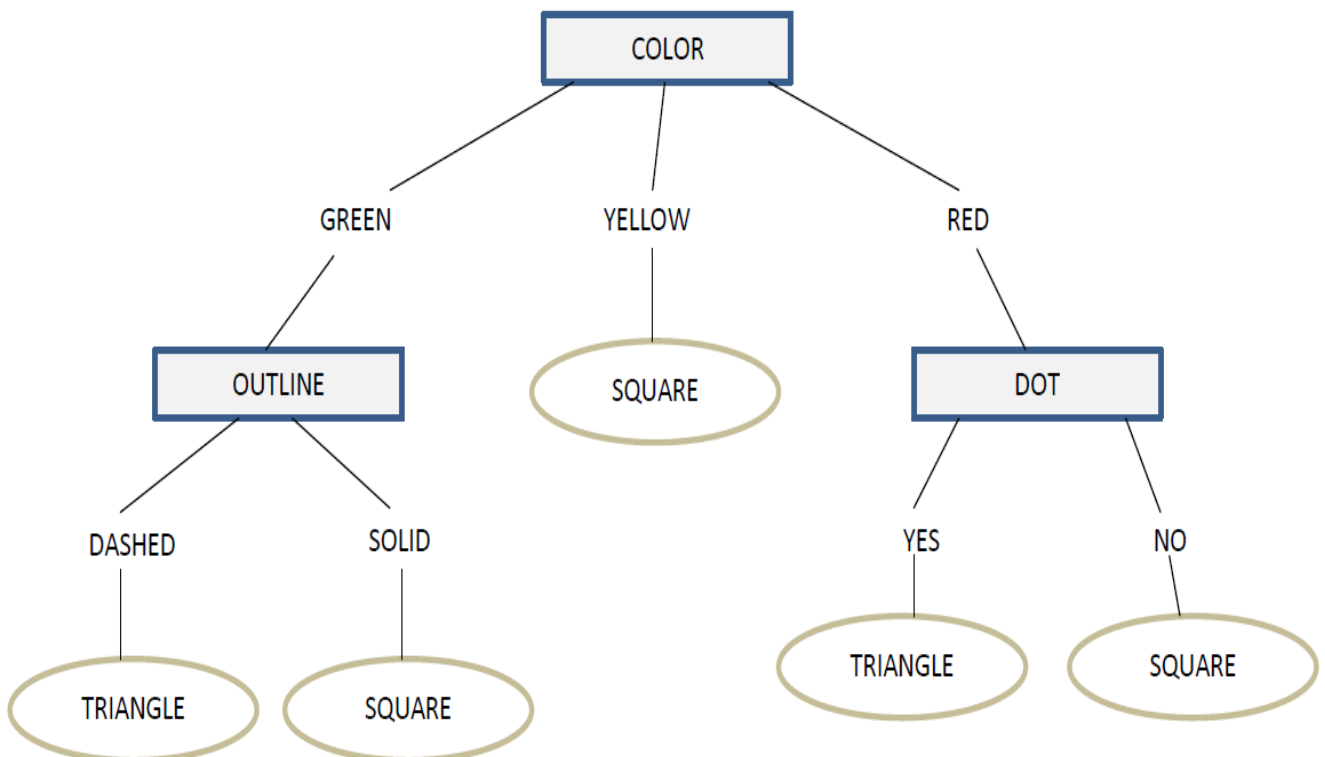 COLOR
GREEN YELLOW RED
OUTLINE SQUARE DOT
DASHED SOLID YES NO
TRIANGLE SQUARE TRIANGLE SQUARE